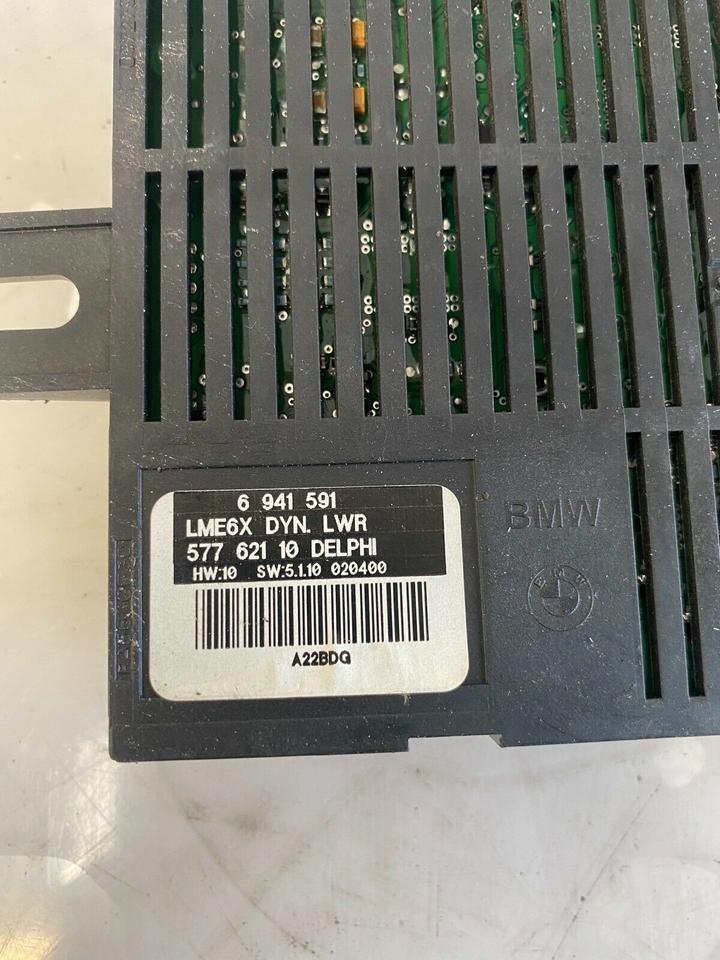 6 941 591
LME6X DYN. LWR
577 621 10 DELPHI
HW:10 SW:5.1.10 020400
A22BDG
BMW
BMW